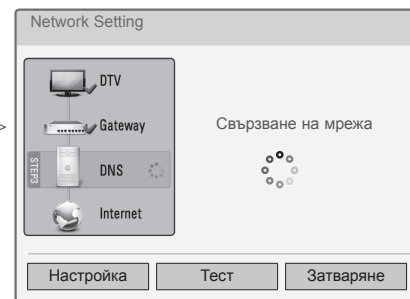 Network Setting
>
DTV
Gateway
STEP3
DNS
Internet
Свързване на мрежа
Настройка
Тест
Затваряне